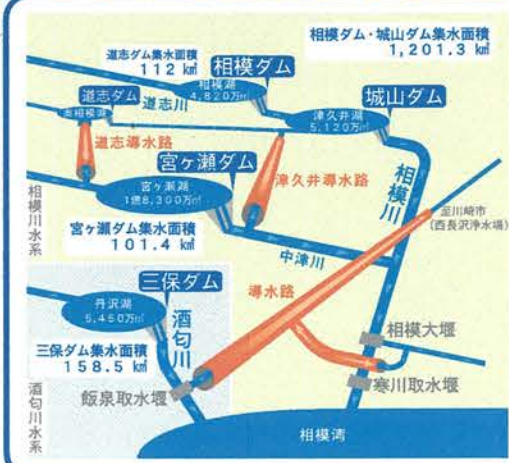 相模ダム・城山ダム集水面積
1,201.3 k㎡
道志ダム集水面積
112 k㎡
相模ダム
相模湖
4,820万㎥
道志ダム
奥相模湖
道志川
津久井湖
5,120万㎥
城山ダム
道志導水路
宮ヶ瀬ダム
津久井導水路
相模川
宮ヶ瀬湖
1億8,300万㎥
至川崎市
(西長沢浄水場)
相模川水系
宮ヶ瀬ダム集水面積
101.4 k㎡
中津川
三保ダム
丹沢湖
5,450万㎥
酒匂川
導水路
三保ダム集水面積
158.5 k㎡
相模大堰
飯泉取水堰
寒川取水堰
酒匂川水系
相模湾